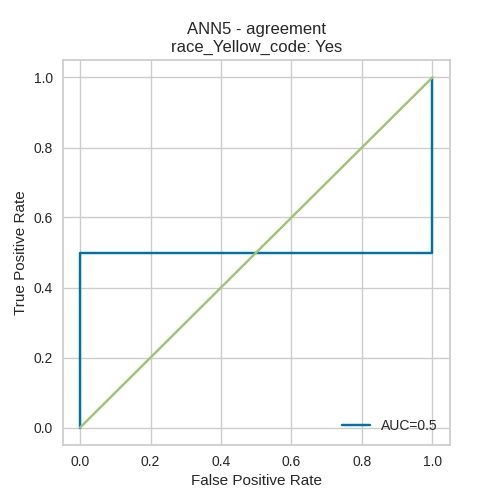 ANN5 - agreement
race_Yellow_code: Yes
True Positive Rate
1.0
0.8
0.6
0.4
0.2
0.0
0.0 0.2 0.4 0.6 0.8 1.0
AUC=0.5
False Positive Rate